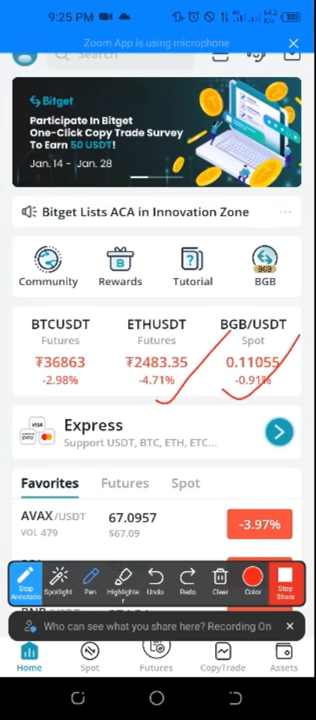 9:25 PM
Zoom App is using microphone
Search
Bitget
Participate In Bitget
One-Click Copy Trade Survey
To Earn 50 USDT!
Jan. 14 - Jan. 28
Bitget Lists ACA in Innovation Zone
Community Rewards Tutorial BGB
BTCUSDT ETHUSDT BGB/USDT
Futures Futures Spot
₮36863 ₮2483.35 0.11055
-2.98% -4.71% -0.91%
Express
Support USDT, BTC, ETH, ETC...
Favorites Futures Spot
AVAX/USDT 67.0957 -3.97%
VOL 479 $67.09
Stop Annotation Spotlight Pen Highlighter Undo Redo Clear Color Stop Share
Who can see what you share here? Recording On
Home Spot Futures CopyTrade Assets